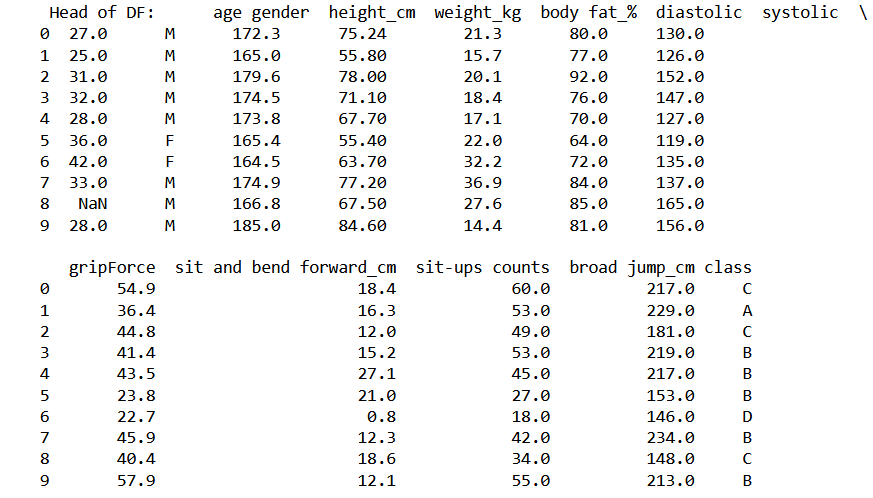 Head of DF:      age gender  height_cm  weight_kg  body fat_%  diastolic  systolic  \
0  27.0      M      172.3      75.24        21.3       80.0     130.0
1  25.0      M      165.0      55.80        15.7       77.0     126.0
2  31.0      M      179.6      78.00        20.1       92.0     152.0
3  32.0      M      174.5      71.10        18.4       76.0     147.0
4  28.0      M      173.8      67.70        17.1       70.0     127.0
5  36.0      F      165.4      55.40        22.0       64.0     119.0
6  42.0      F      164.5      63.70        32.2       72.0     135.0
7  33.0      M      174.9      77.20        36.9       84.0     137.0
8   NaN      M      166.8      67.50        27.6       85.0     165.0
9  28.0      M      185.0      84.60        14.4       81.0     156.0
gripForce  sit and bend forward_cm  sit-ups counts  broad jump_cm class
0       54.9                     18.4            60.0          217.0     C
1       36.4                     16.3            53.0          229.0     A
2       44.8                     12.0            49.0          181.0     C
3       41.4                     15.2            53.0          219.0     B
4       43.5                     27.1            45.0          217.0     B
5       23.8                     21.0            27.0          153.0     B
6       22.7                      0.8            18.0          146.0     D
7       45.9                     12.3            42.0          234.0     B
8       40.4                     18.6            34.0          148.0     C
9       57.9                     12.1            55.0          213.0     B